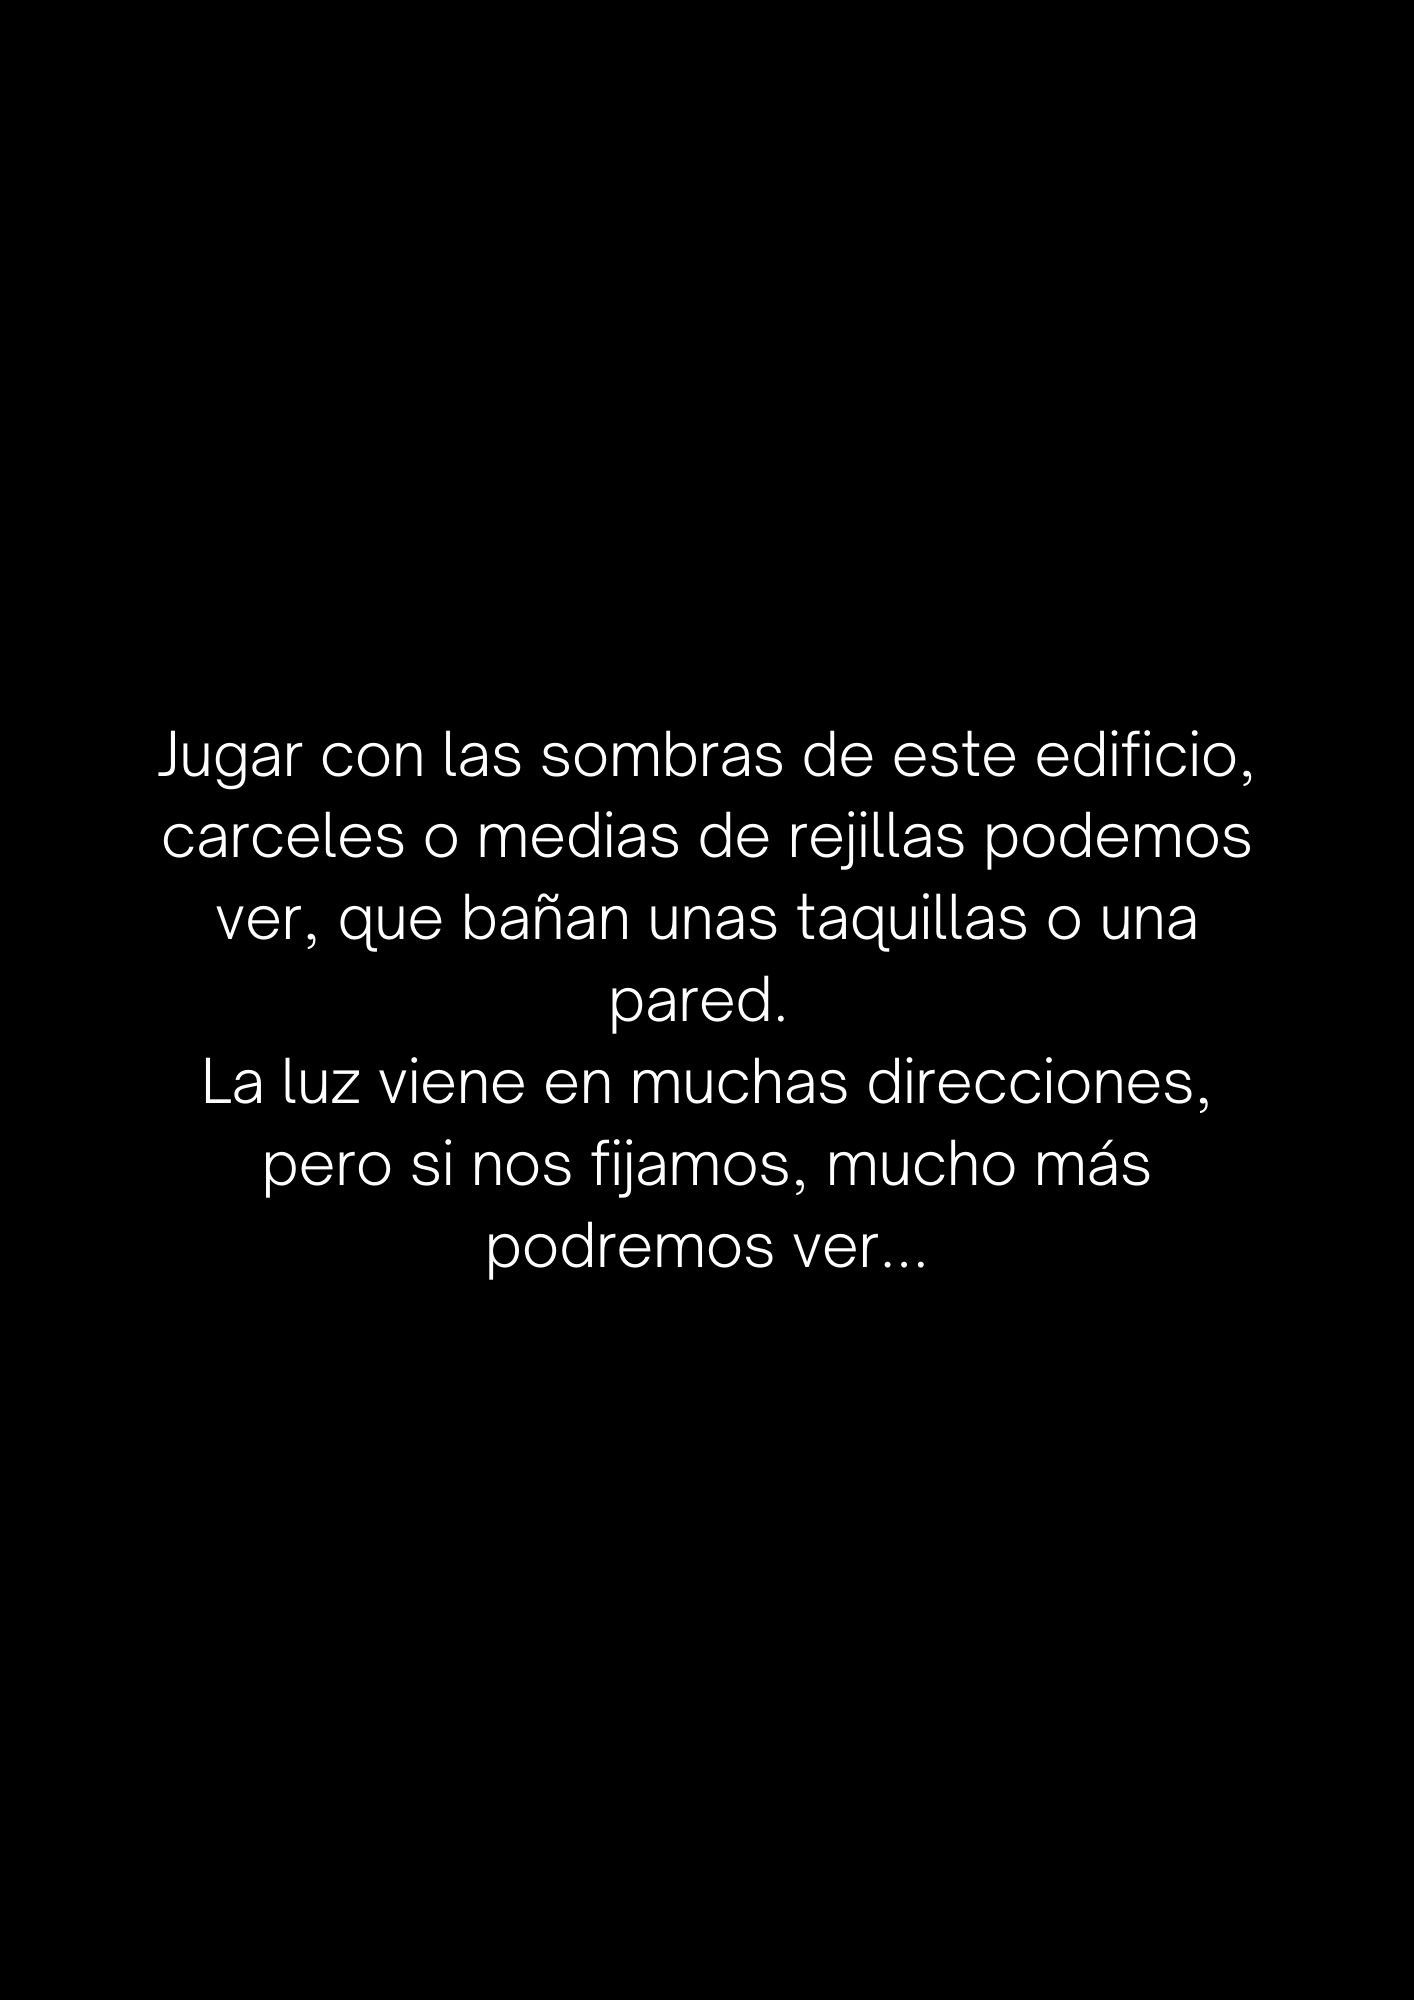 Jugar con las sombras de este edificio,
carceles o medias de rejillas podemos
ver, que bañan unas taquillas o una
pared.
La luz viene en muchas direcciones,
pero si nos fijamos, mucho más
podremos ver...